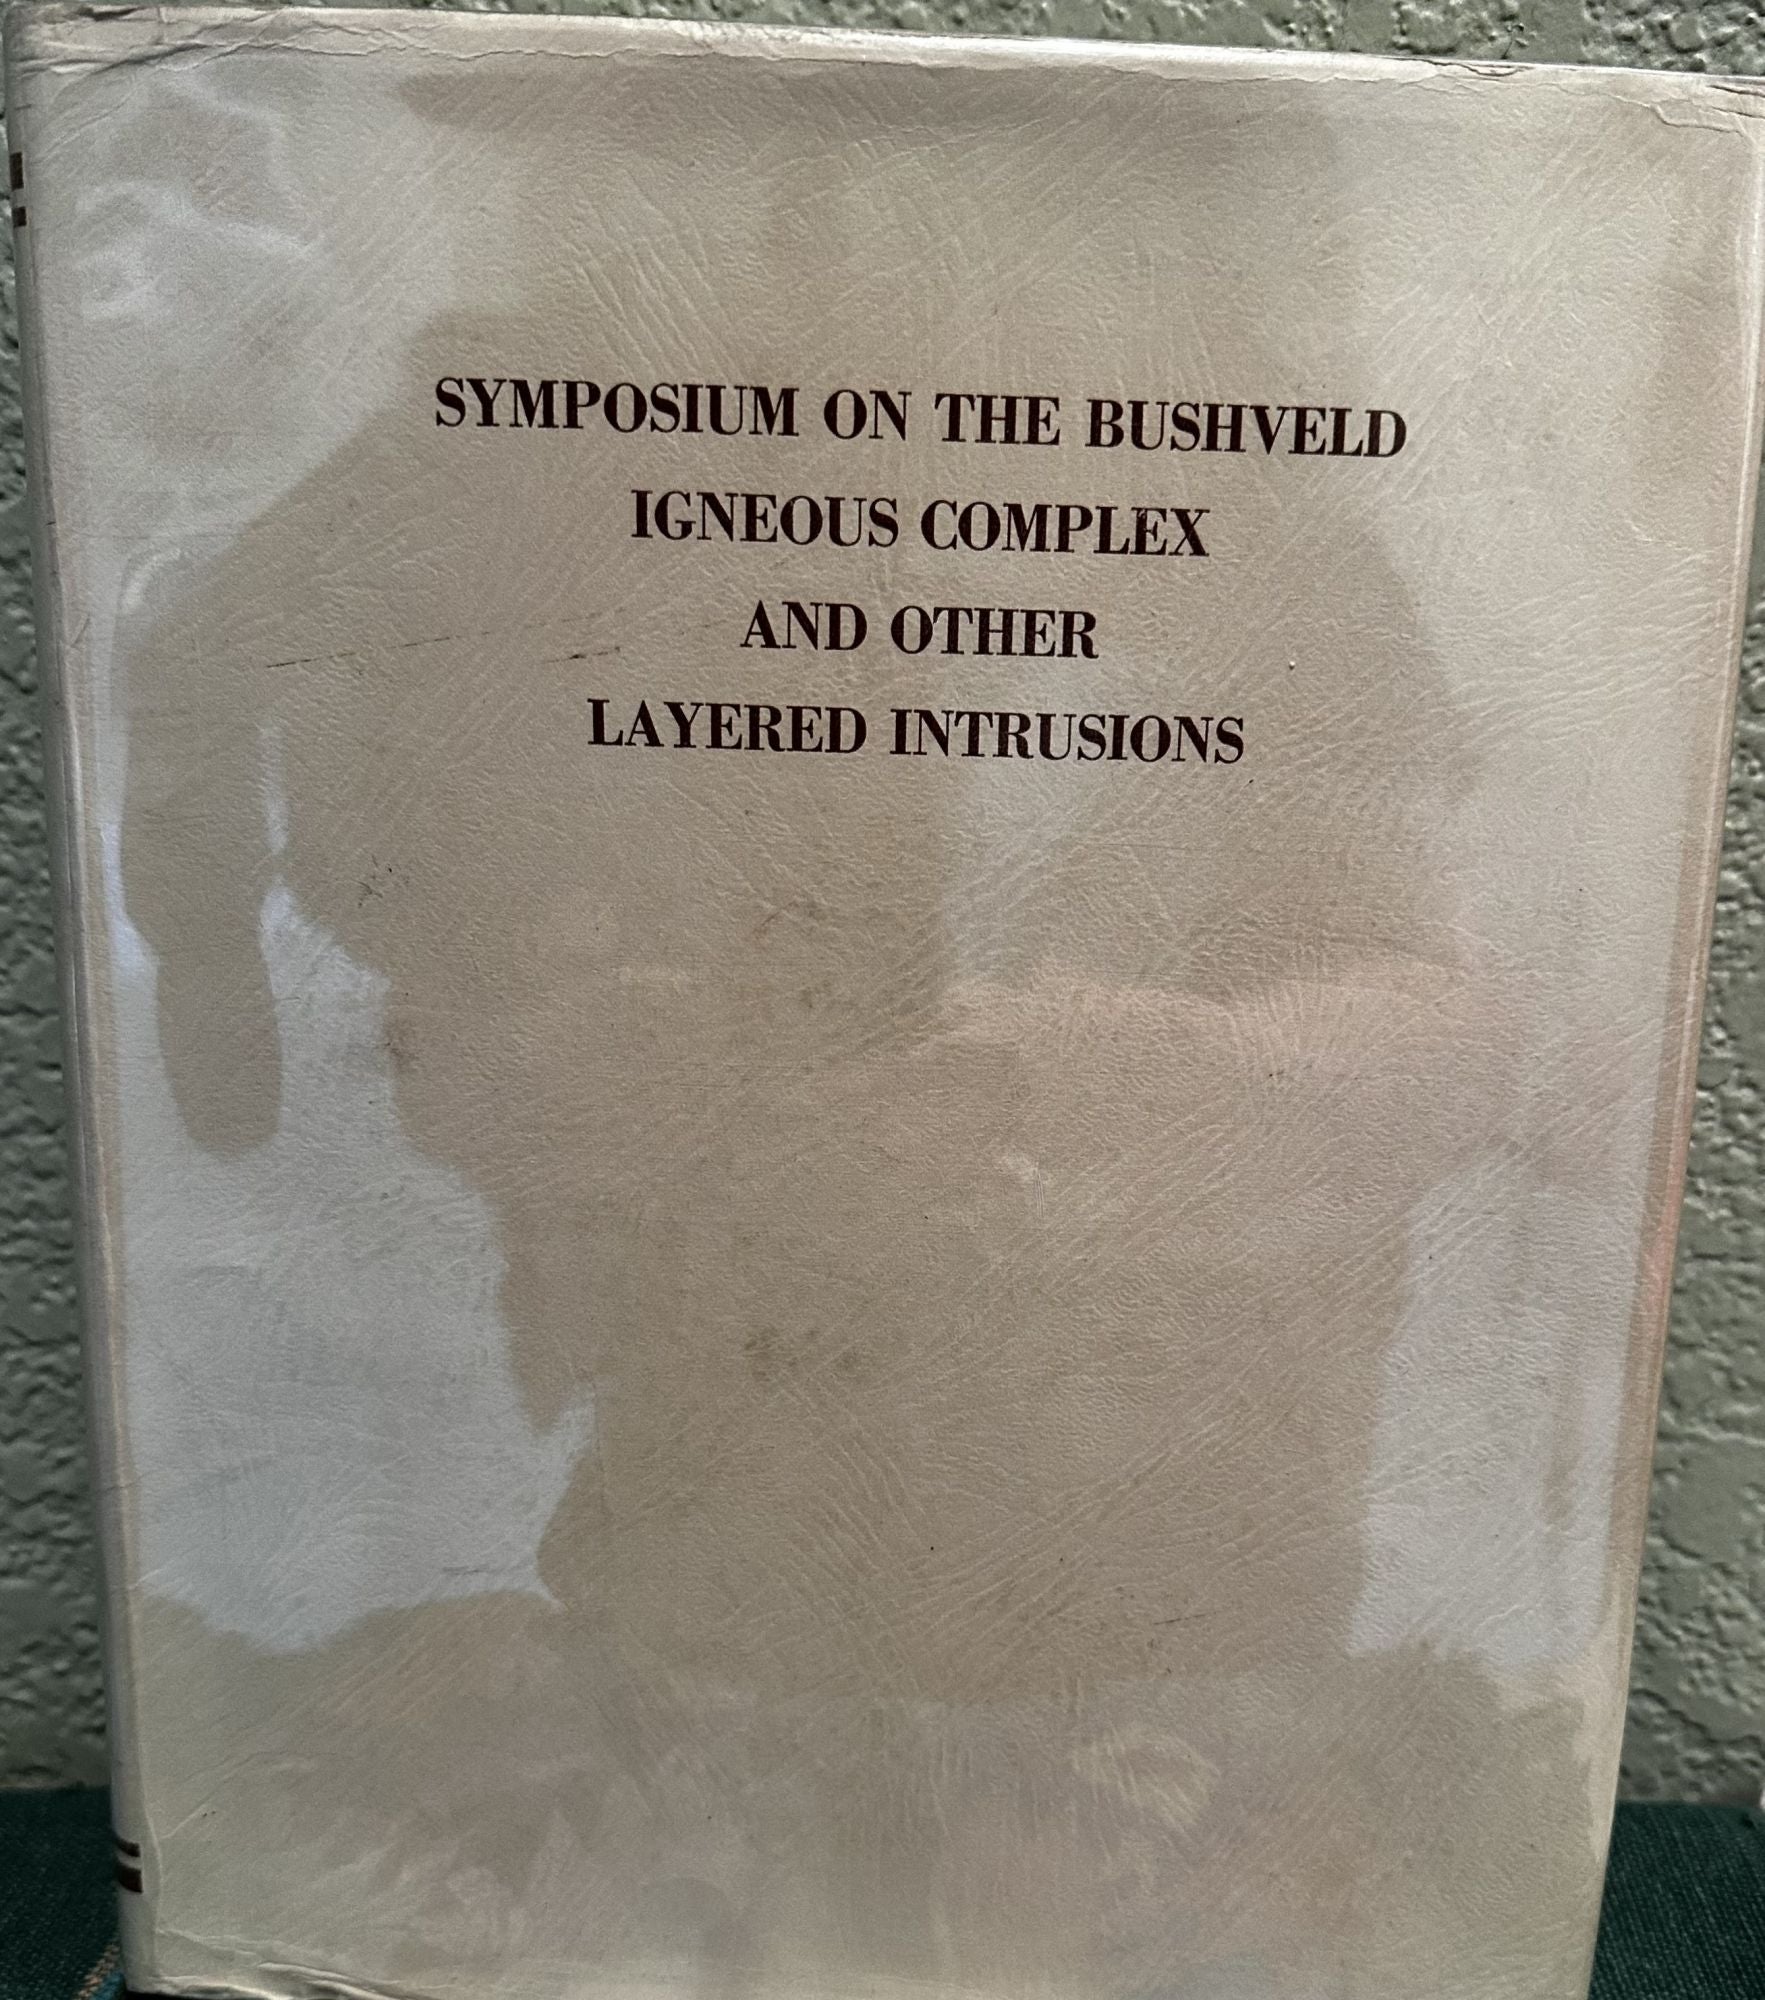 SYMPOSIUM ON THE BUSHVELD
IGNEOUS COMPLEX
AND OTHER
LAYERED INTRUSIONS